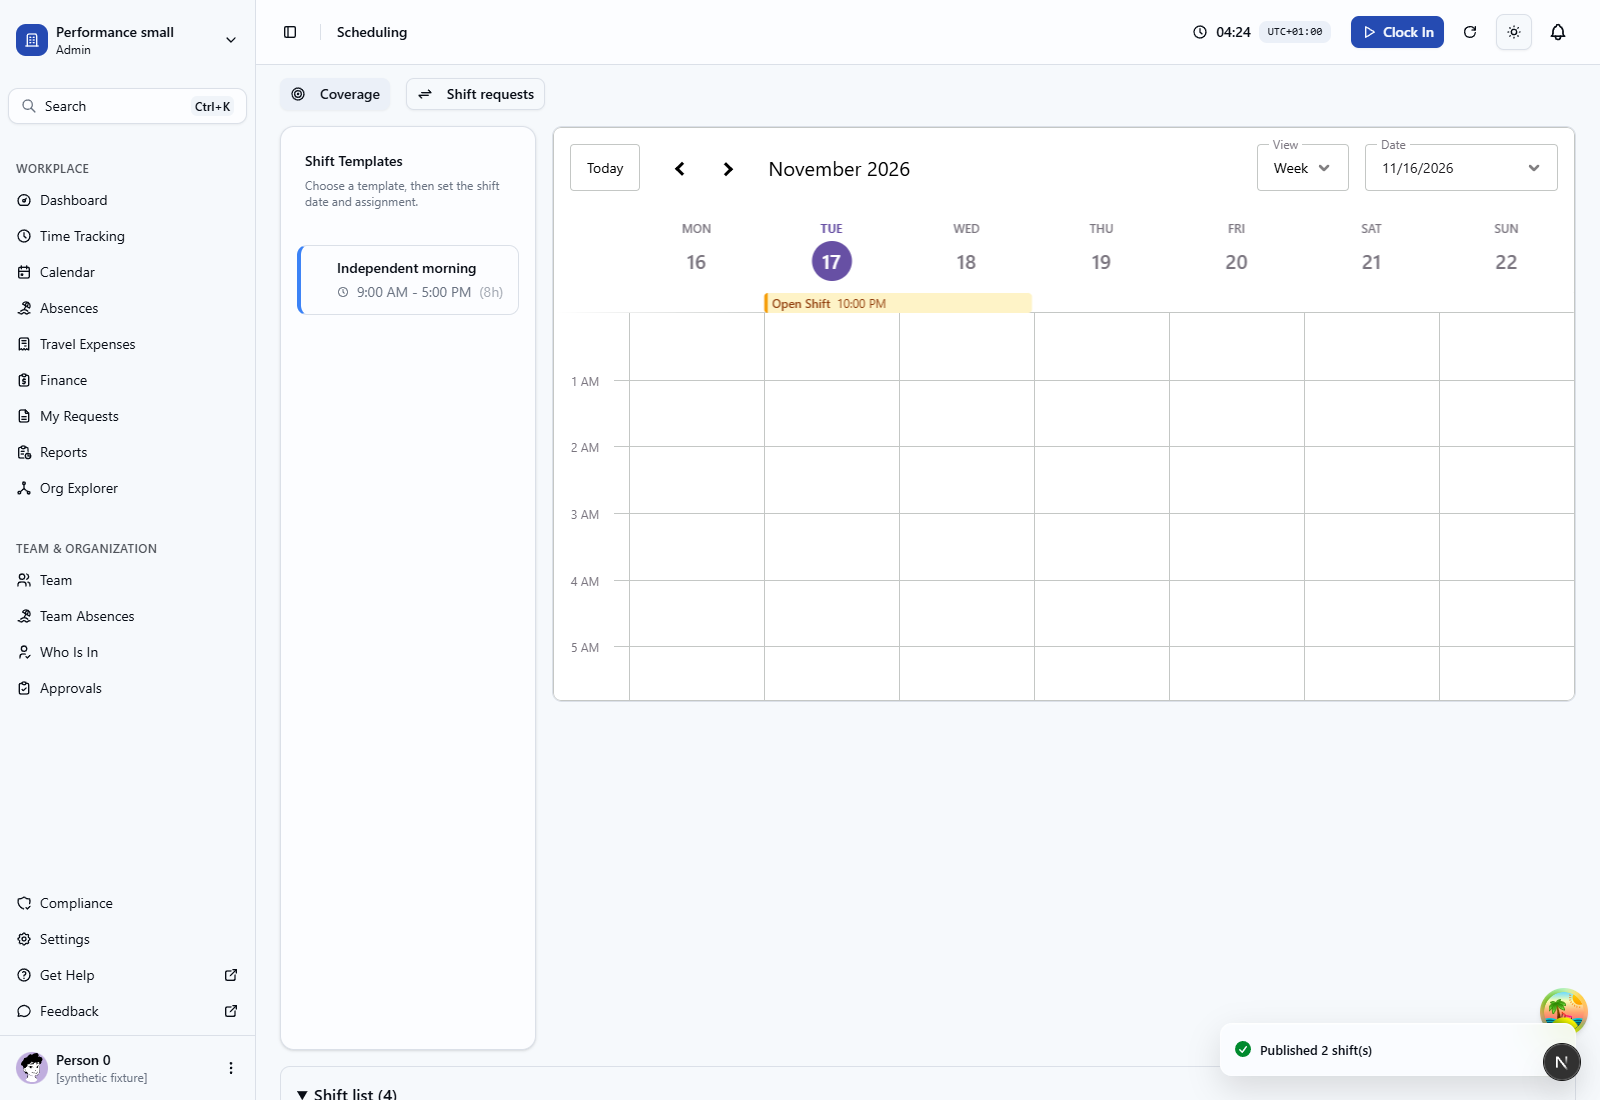 Performance small
Admin
Search
Ctrl+K
WORKPLACE
Dashboard
Time Tracking
Calendar
Absences
Travel Expenses
Finance
My Requests
Reports
Org Explorer
TEAM & ORGANIZATION
Team
Team Absences
Who Is In
Approvals
Compliance
Settings
Get Help
Feedback
Person 0
[synthetic fixture]
Scheduling
04:24
UTC+01:00
Clock In
Coverage
Shift requests
Shift Templates
Choose a template, then set the shift
date and assignment.
Independent morning
9:00 AM - 5:00 PM (8h)
Today
November 2026
View
Week
Date
11/16/2026
MON
TUE
WED
THU
FRI
SAT
SUN
16
17
18
19
20
21
22
Open Shift 10:00 PM
1 AM
2 AM
3 AM
4 AM
5 AM
Shift list (4)
Published 2 shift(s)
N